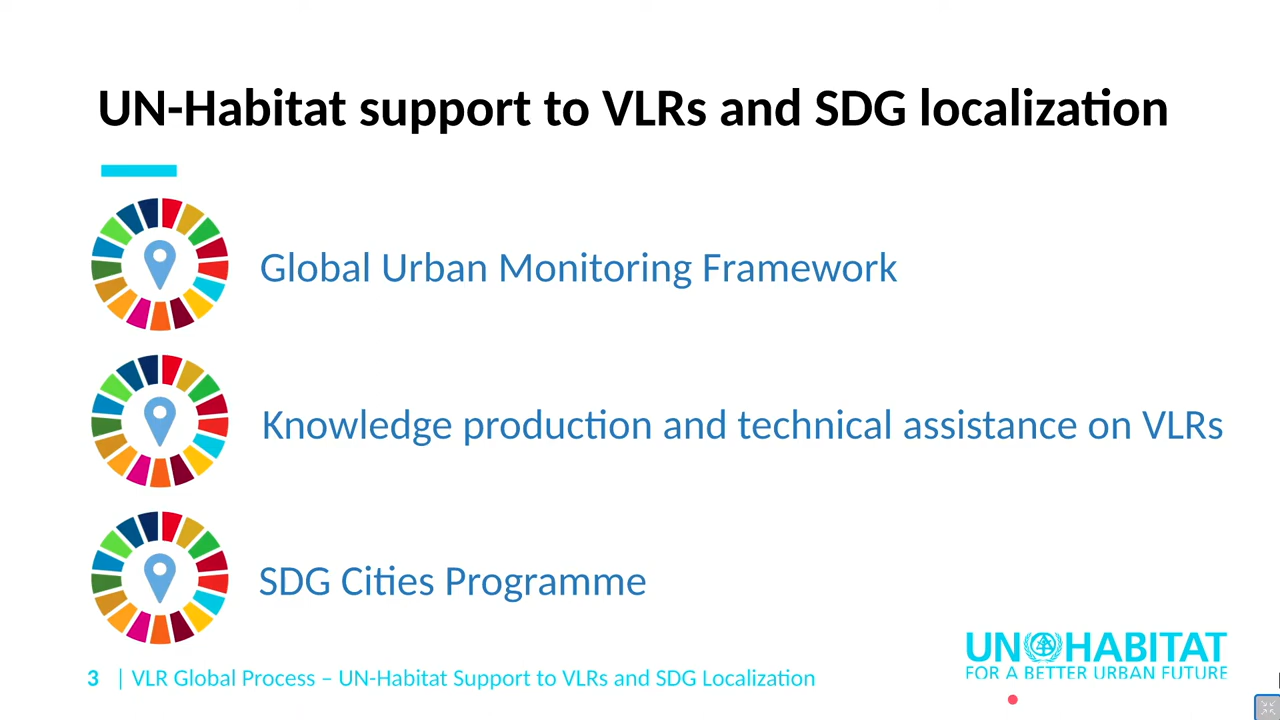 UN-Habitat support to VLRs and SDG localization
Global Urban Monitoring Framework
Knowledge production and technical assistance on VLRs
SDG Cities Programme
UN HABITAT
FOR A BETTER URBAN FUTURE
3 | VLR Global Process – UN-Habitat Support to VLRs and SDG Localization